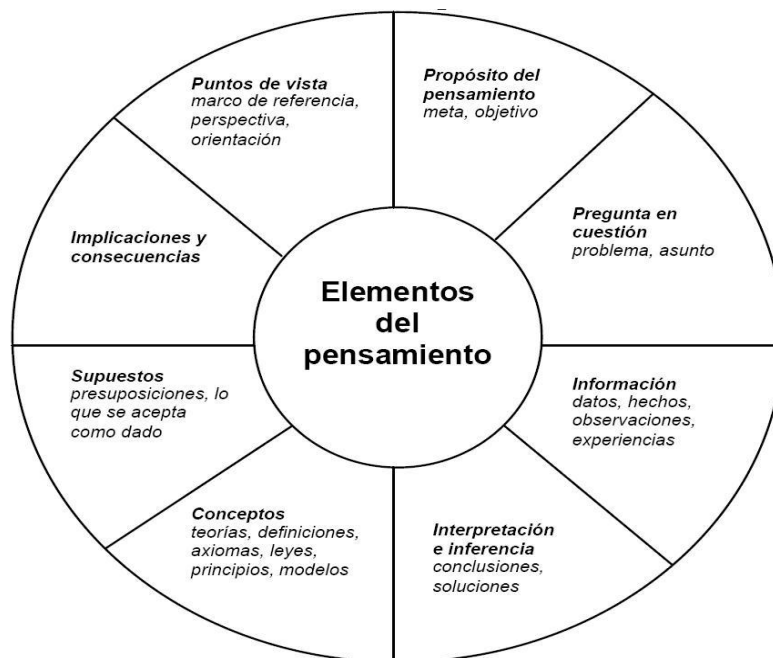 Puntos de vista
marco de referencia,
perspectiva,
orientación
Propósito del
pensamiento
meta, objetivo
Pregunta en
cuestión
problema, asunto
Información
datos, hechos,
observaciones,
experiencias
Interpretación
e inferencia
conclusiones,
soluciones
Conceptos
teorías, definiciones,
axiomas, leyes,
principios, modelos
Supuestos
presuposiciones, lo
que se acepta
como dado
Implicaciones y
consecuencias
Elementos
del
pensamiento